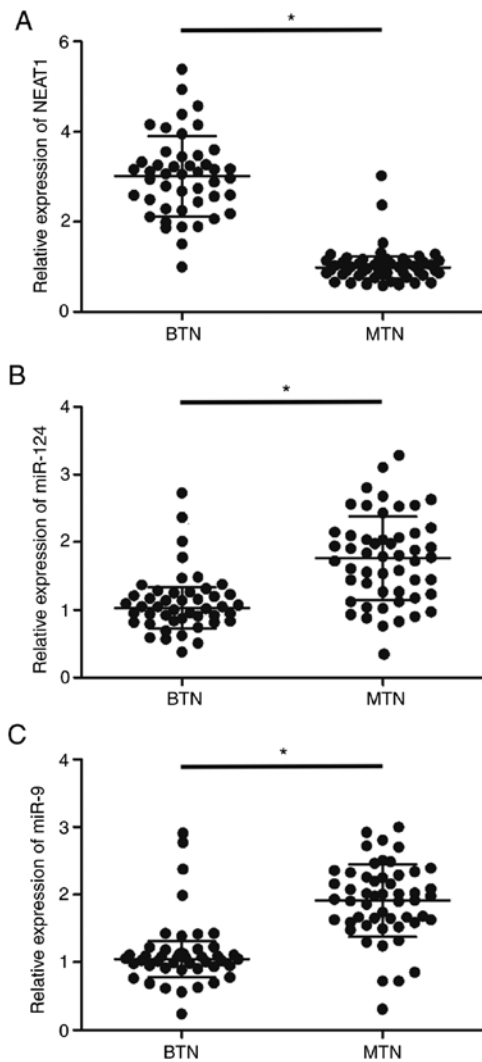 A
Relative expression of NEAT1
6
4
2
0
*
BTN
MTN
B
Relative expression of miR-124
4
3
2
1
0
*
BTN
MTN
C
Relative expression of miR-9
4
3
2
1
0
*
BTN
MTN